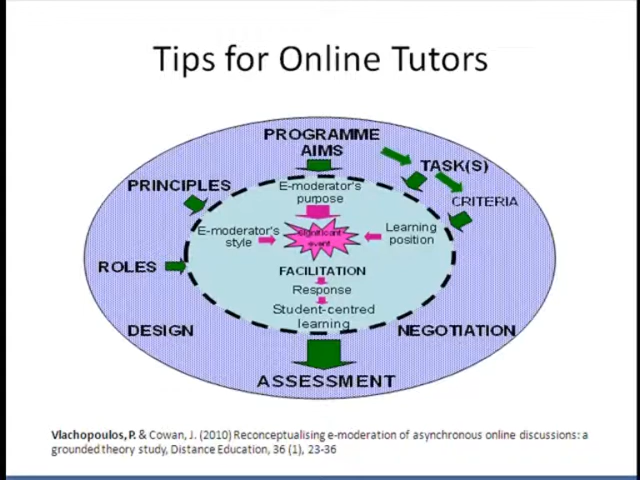 Tips for Online Tutors
PROGRAMME
AIMS
TASK(S)
PRINCIPLES
E-moderator's
purpose
CRITERIA
E-moderator's
style
significant
event
Learning
position
ROLES
FACILITATION
Response
Student-centred
learning
DESIGN
NEGOTIATION
ASSESSMENT
Vlachopoulos, P. & Cowan, J. (2010) Reconceptualising e-moderation of asynchronous online discussions: a
grounded theory study, Distance Education, 36 (1), 23-36